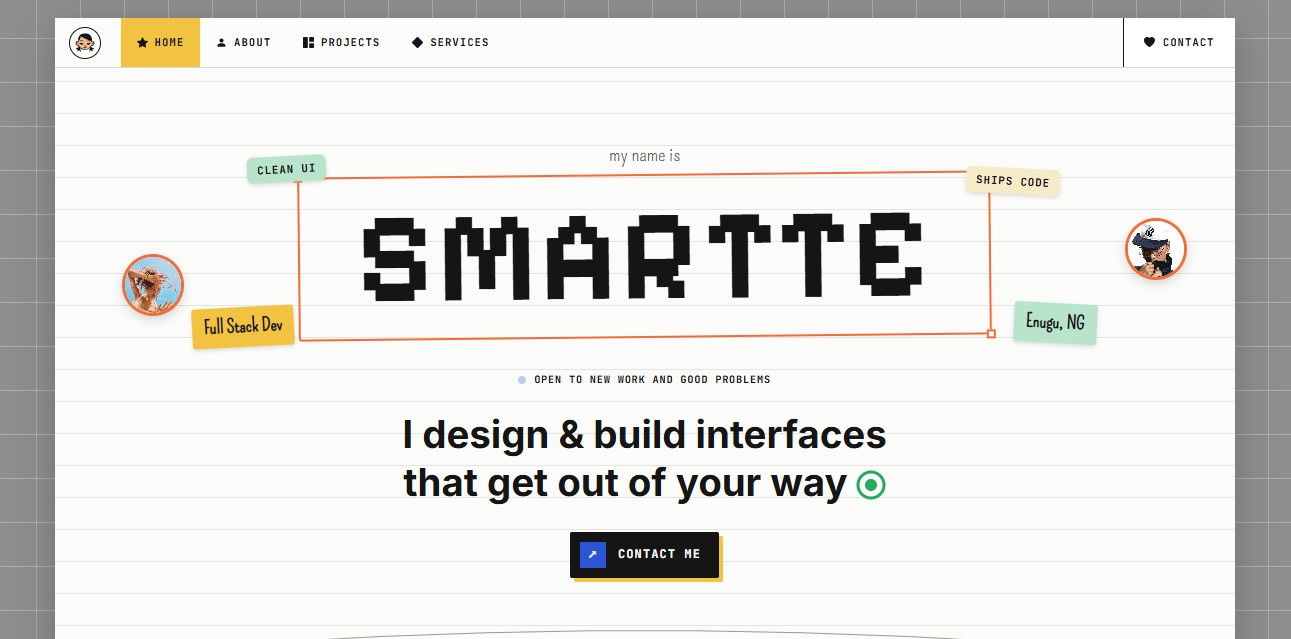 HOME
ABOUT
PROJECTS
SERVICES
CONTACT
my name is
CLEAN UI
SHIPS CODE
SMARTTE
Full Stack Dev
Enugu, NG
OPEN TO NEW WORK AND GOOD PROBLEMS
I design & build interfaces
that get out of your way
CONTACT ME